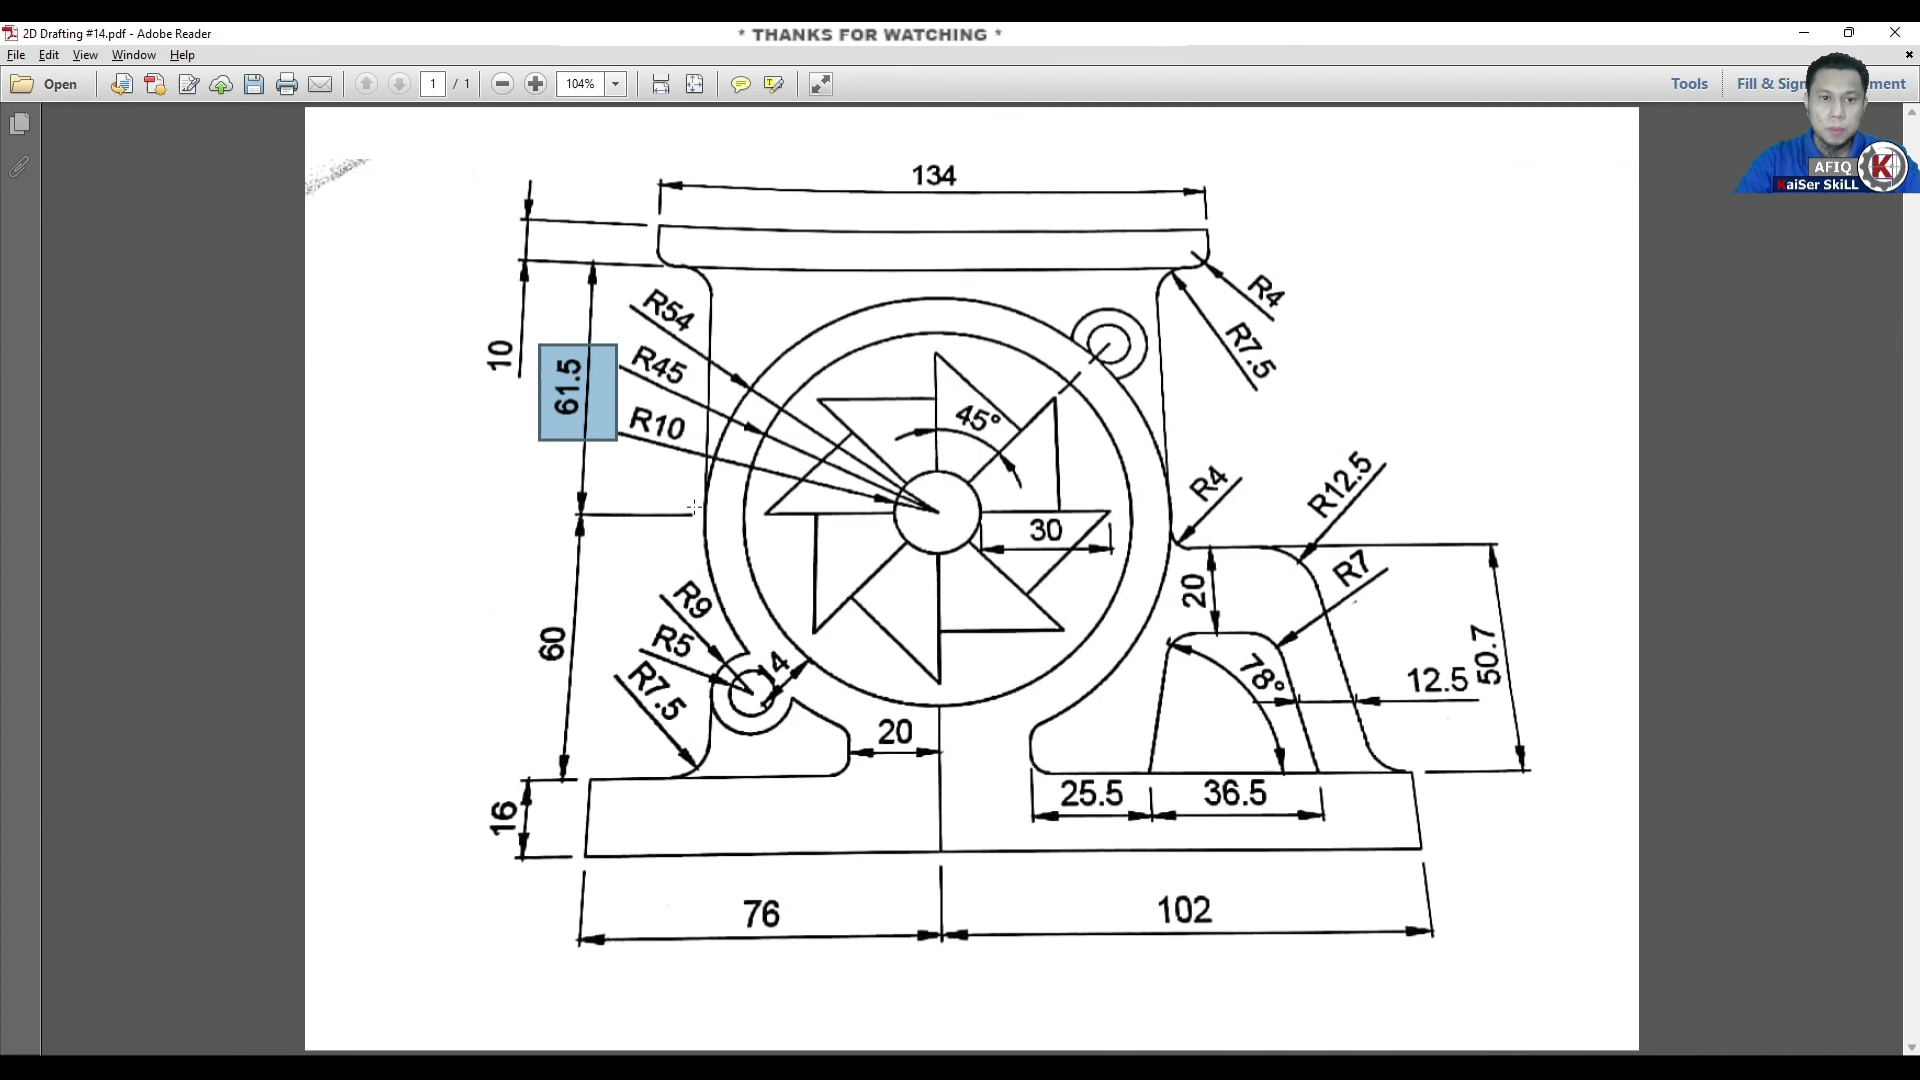 2D Drafting #14.pdf - Adobe Reader
* THANKS FOR WATCHING *
File Edit View Window Help
Open
1 / 1
104%
Tools
Fill & Sign
ment
AFIQ
K
KaiSer SkiLL
134
R4
R54
R7.5
10
61.5
R45
R10
45°
R4
R12.5
30
R7
20
R9
60
R5
14
78°
50.7
R7.5
12.5
20
25.5
36.5
16
76
102